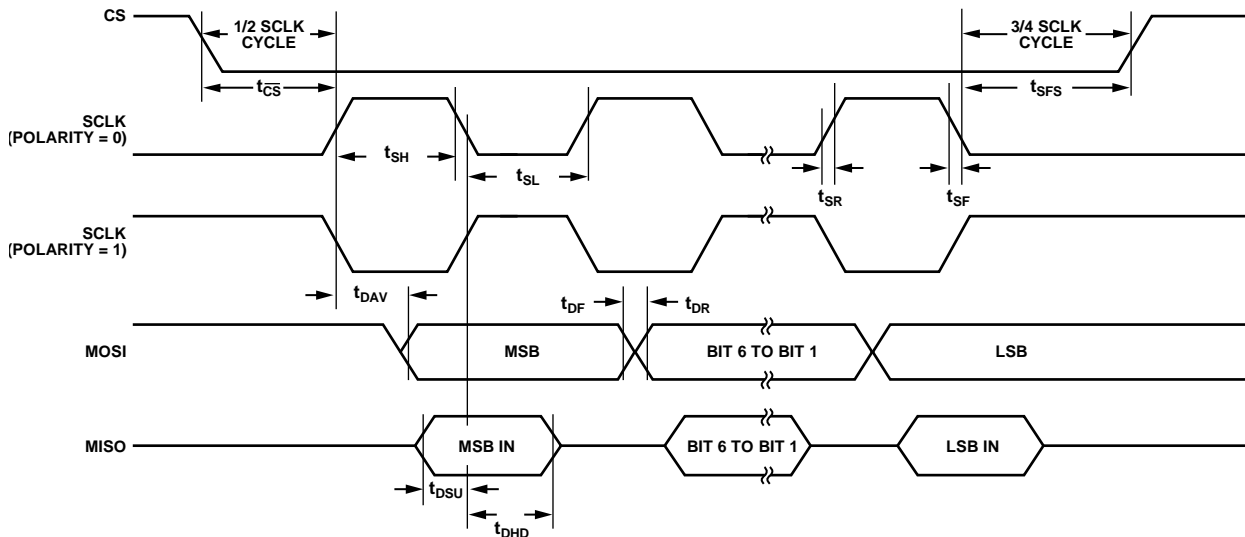 CS
1/2 SCLK
CYCLE
3/4 SCLK
CYCLE
tCS
tSFS
SCLK
(POLARITY = 0)
tSH
tSL
tSR
tSF
SCLK
(POLARITY = 1)
tDAV
tDF
tDR
MOSI
MSB
BIT 6 TO BIT 1
LSB
MISO
MSB IN
BIT 6 TO BIT 1
LSB IN
tDSU
tDHD